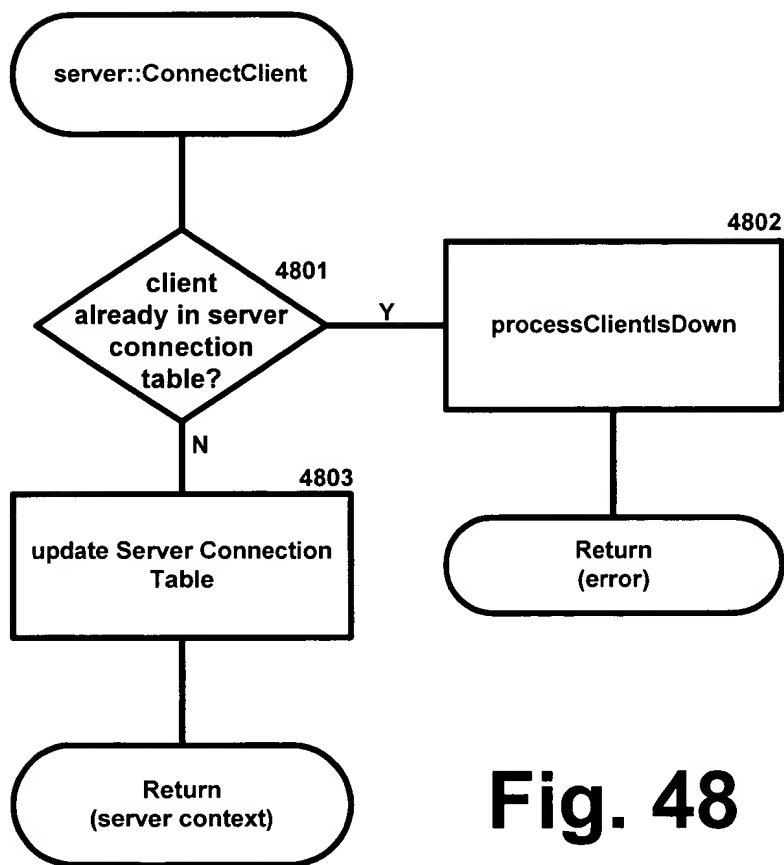 server::ConnectClient
4801
client
already in server
connection
table?
Y
4802
processClientIsDown
N
4803
update Server Connection
Table
Return
(error)
Return
(server context)
Fig. 48